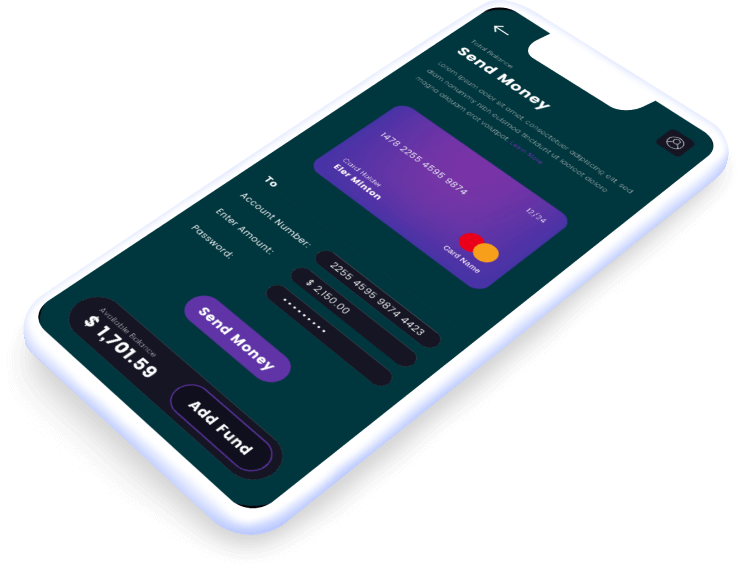 Total Balance
Send Money
Lorem ipsum dolor sit amet, consectetuer adipiscing elit, sed
diam nonummy nibh euismod tincidunt ut laoreet dolore
magna aliquam erat volutpat.
1478 2255 4595 9874
12/24
Card Holder
Eler Minton
Card Name
To
Account Number:
2255 4595 9874 4423
Enter Amount:
$ 2,150.00
Password:
•••••••••
Send Money
Available Balance
$ 1,701.59
Add Fund